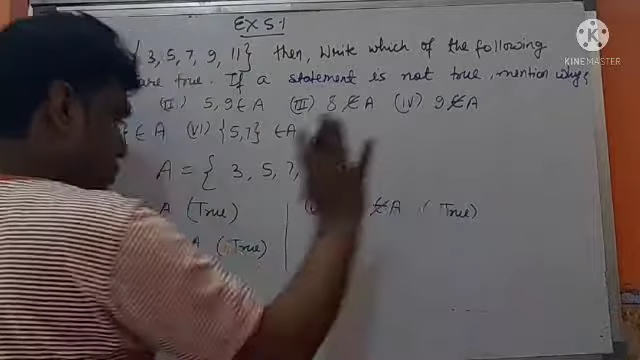 EX 5.1
{ 3, 5, 7, 9, 11} then, Write which of the following
are true. If a statement is not true, mention why?
(II) 5, 9 ∈ A (III) 8 ∉ A (IV) 9 ∉ A
} ∈ A (VI) {5,7} ∈ A
A = { 3, 5, 7,
A (True)
∉ A ( True)
A ( True)
KINEMASTER